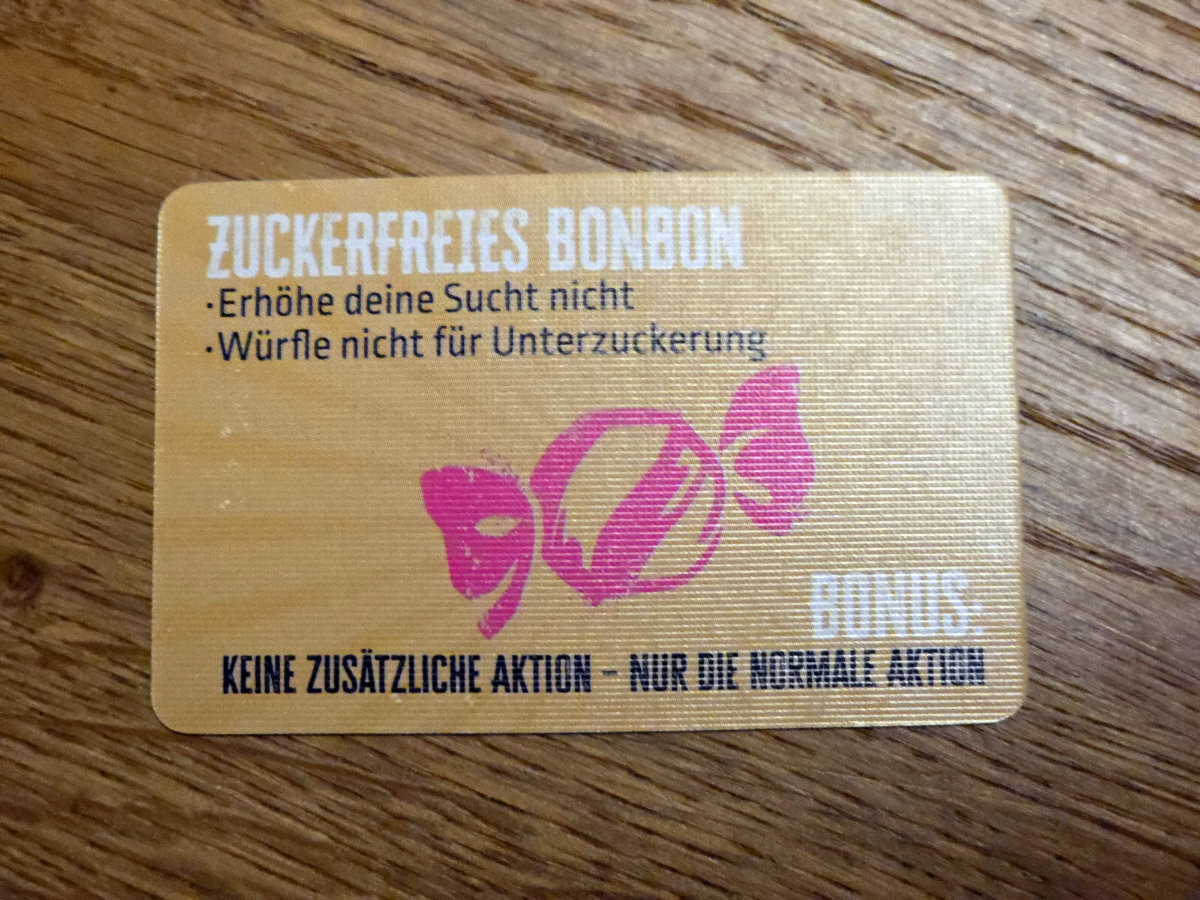 ZUCKERFREIES BONBON
·Erhöhe deine Sucht nicht
·Würfle nicht für Unterzuckerung
BONUS:
KEINE ZUSÄTZLICHE AKTION – NUR DIE NORMALE AKTION